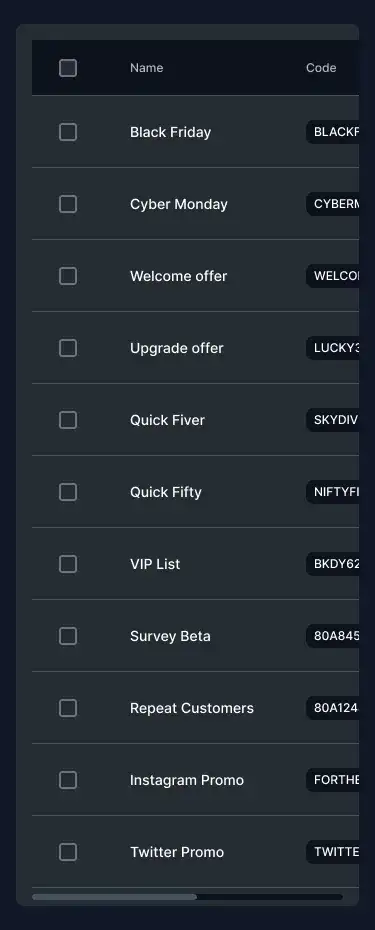 Name Code
Black Friday BLACKF
Cyber Monday CYBERM
Welcome offer WELCO
Upgrade offer LUCKY3
Quick Fiver SKYDIV
Quick Fifty NIFTYF
VIP List BKDY62
Survey Beta 80A845
Repeat Customers 80A124
Instagram Promo FORTHE
Twitter Promo TWITTE